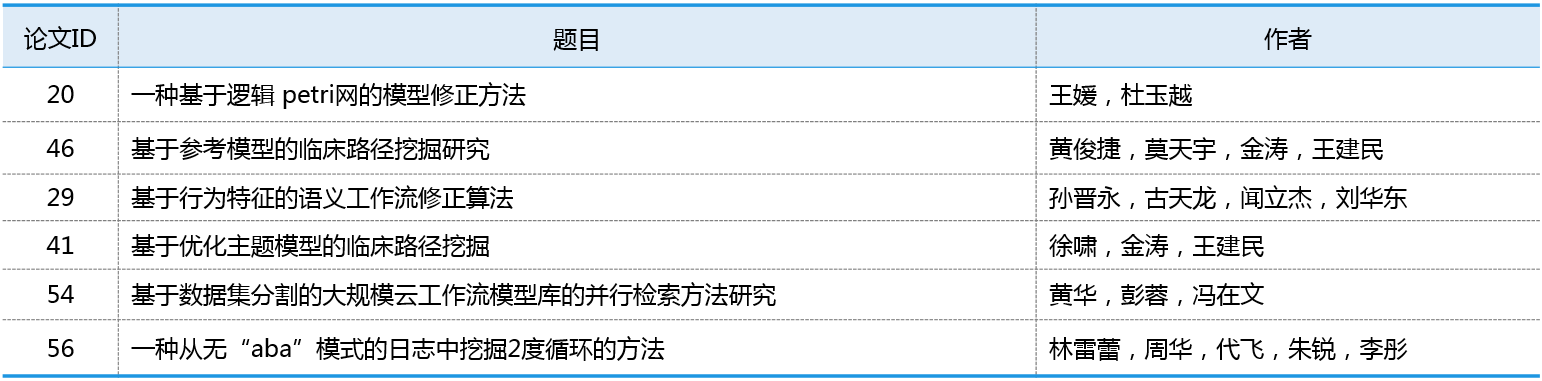 论文ID 题目 作者
20 一种基于逻辑 petri网的模型修正方法 王媛，杜玉越
46 基于参考模型的临床路径挖掘研究 黄俊捷，莫天宇，金涛，王建民
29 基于行为特征的语义工作流修正算法 孙晋永，古天龙，闻立杰，刘华东
41 基于优化主题模型的临床路径挖掘 徐啸，金涛，王建民
54 基于数据集分割的大规模云工作流模型库的并行检索方法研究 黄华，彭蓉，冯在文
56 一种从无“aba”模式的日志中挖掘2度循环的方法 林雷蕾，周华，代飞，朱锐，李彤